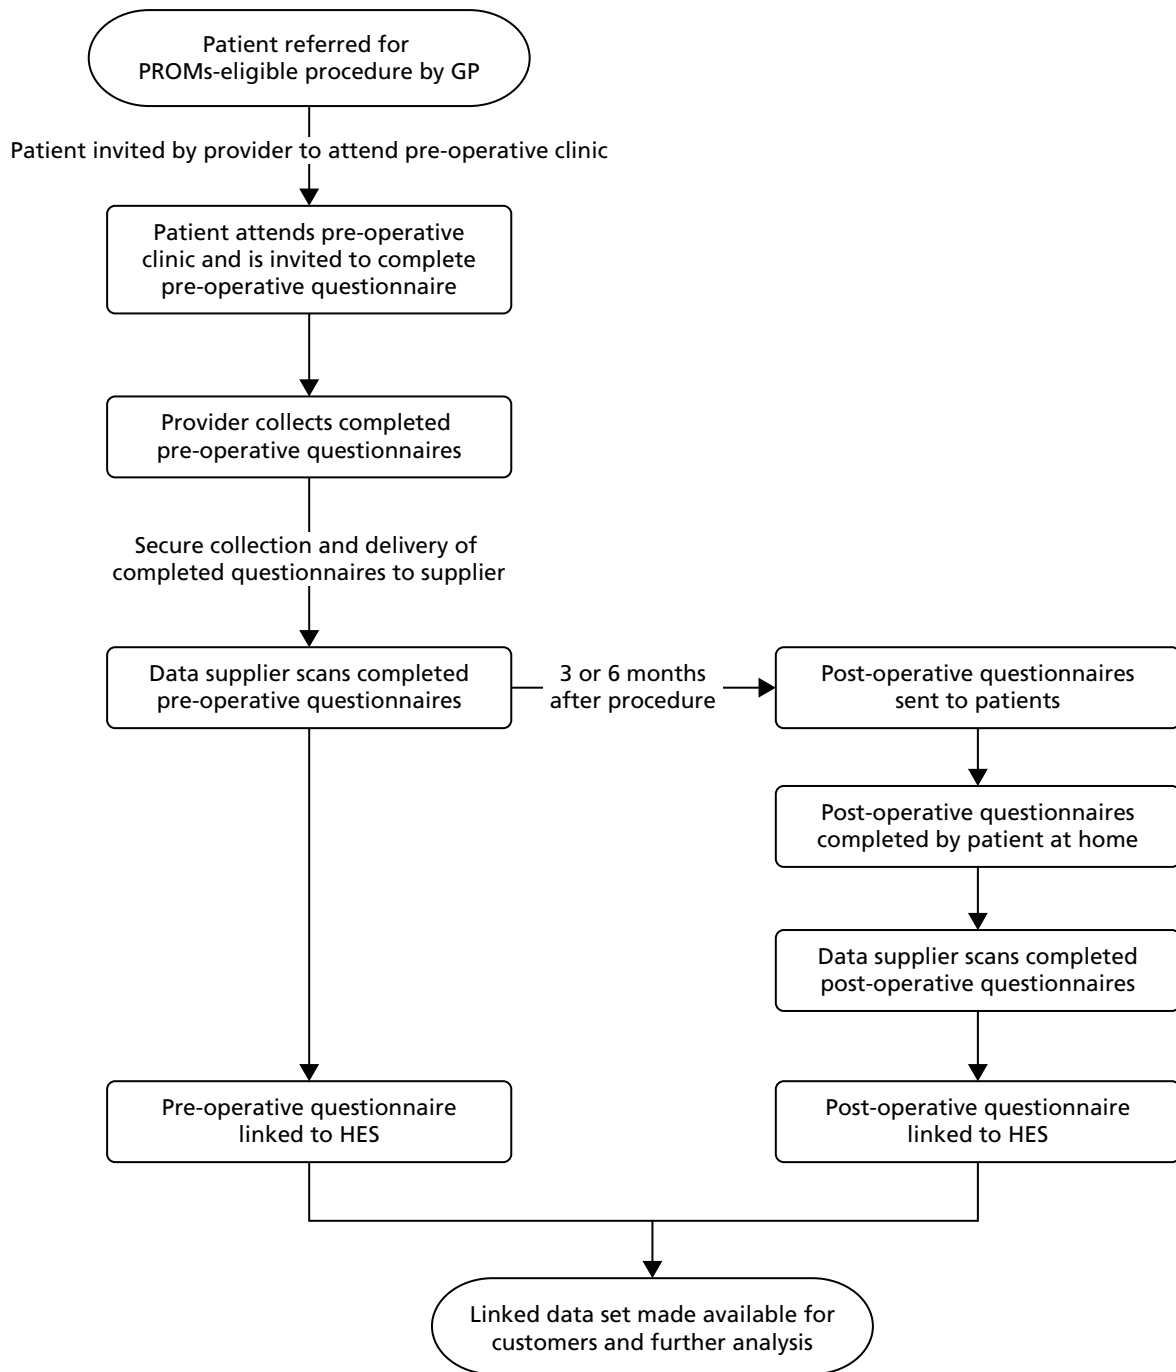 Patient referred for
PROMs-eligible procedure by GP
Patient invited by provider to attend pre-operative clinic
Patient attends pre-operative
clinic and is invited to complete
pre-operative questionnaire
Provider collects completed
pre-operative questionnaires
Secure collection and delivery of
completed questionnaires to supplier
Data supplier scans completed
pre-operative questionnaires
3 or 6 months
after procedure
Post-operative questionnaires
sent to patients
Post-operative questionnaires
completed by patient at home
Data supplier scans completed
post-operative questionnaires
Pre-operative questionnaire
linked to HES
Post-operative questionnaire
linked to HES
Linked data set made available for
customers and further analysis